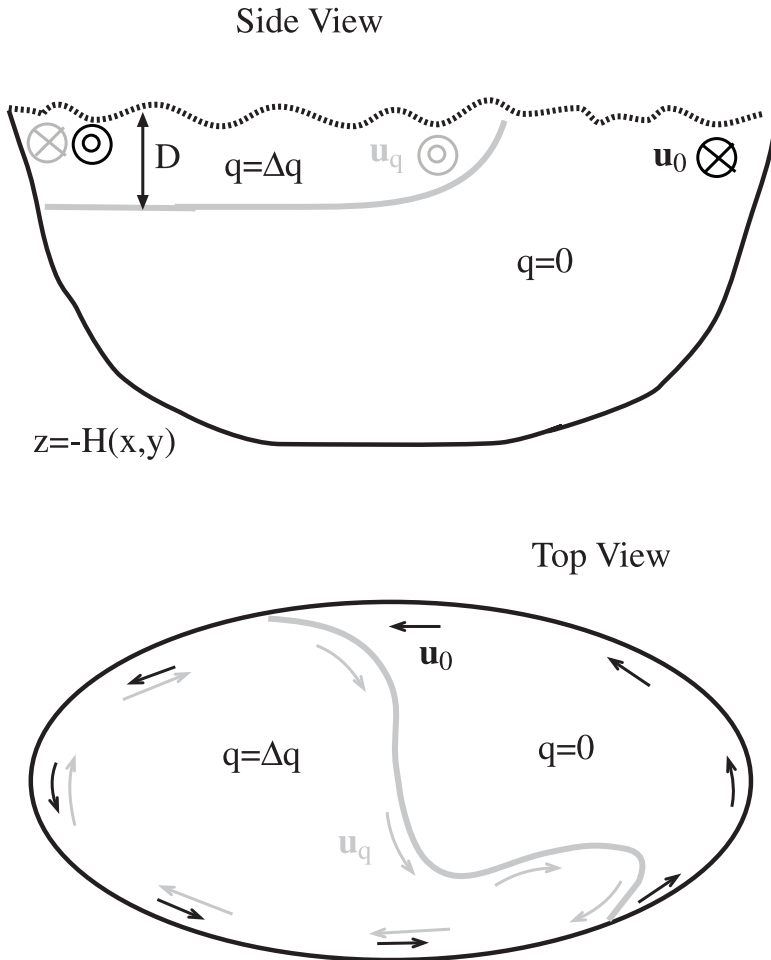 Side View
D
q=Δq
u_q
u_0
q=0
z=-H(x,y)
Top View
u_0
q=Δq
q=0
u_q